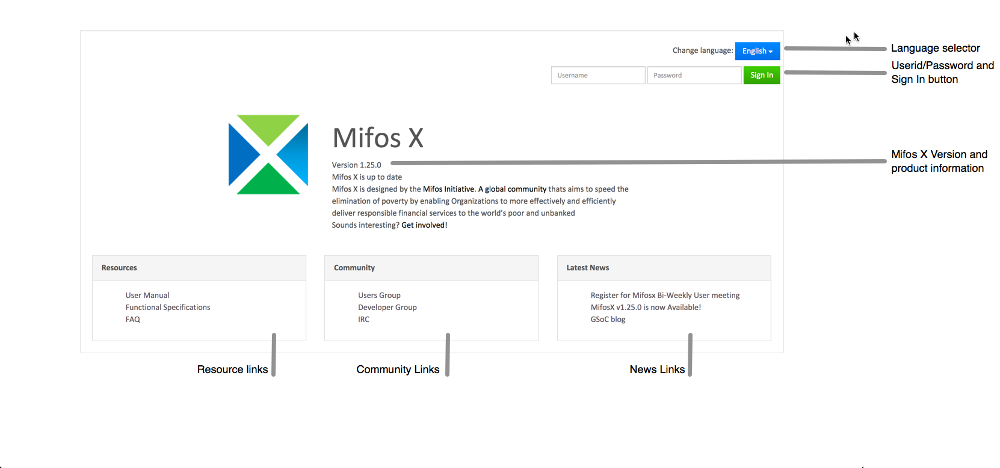 Change language: English
Language selector
Username Password Sign In
Userid/Password and
Sign In button
Mifos X
Version 1.25.0
Mifos X Version and
product information
Mifos X is up to date
Mifos X is designed by the Mifos Initiative. A global community thats aims to speed the
elimination of poverty by enabling Organizations to more effectively and efficiently
deliver responsible financial services to the world's poor and unbanked
Sounds interesting? Get involved!
Resources
User Manual
Functional Specifications
FAQ
Community
Users Group
Developer Group
IRC
Latest News
Register for Mifosx Bi-Weekly User meeting
MifosX v1.25.0 is now Available!
GSoC blog
Resource links
Community Links
News Links